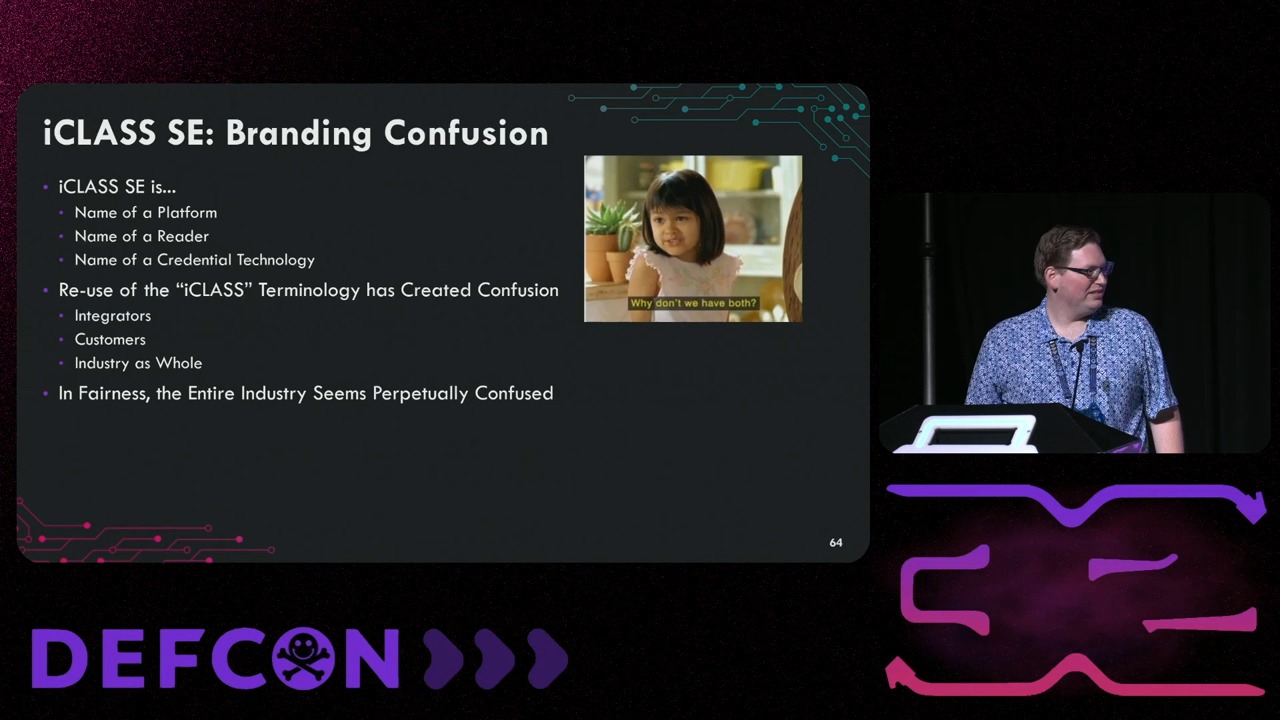 iCLASS SE: Branding Confusion
iCLASS SE is...
Name of a Platform
Name of a Reader
Name of a Credential Technology
Re-use of the “iCLASS” Terminology has Created Confusion
Integrators
Customers
Industry as Whole
In Fairness, the Entire Industry Seems Perpetually Confused
Why don't we have both?
64
DEFCON